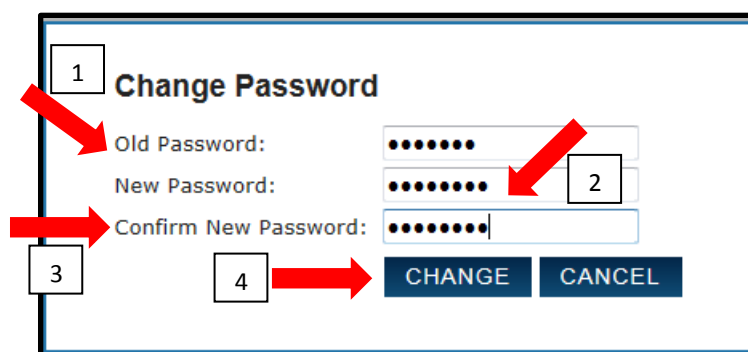 1
Change Password
Old Password: •••••••
New Password: •••••••• 2
Confirm New Password: ••••••••
3
4
CHANGE CANCEL